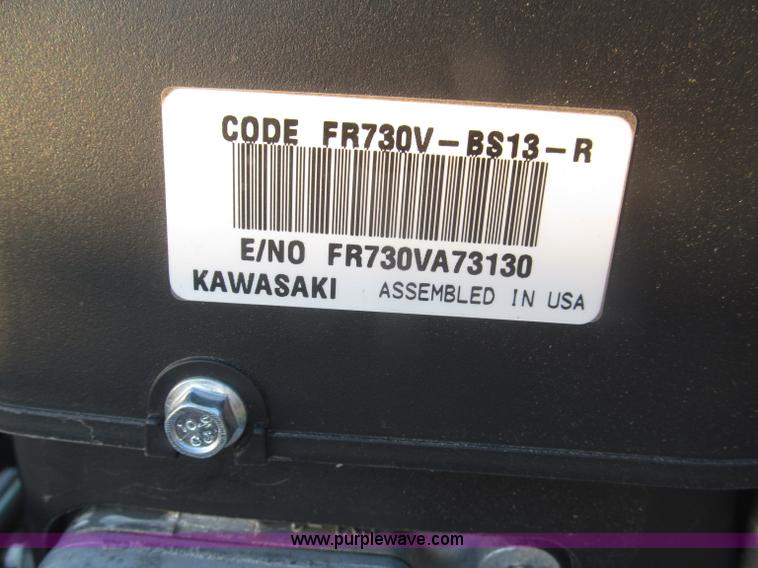 CODE FR730V-BS13-R
E/NO FR730VA73130
KAWASAKI ASSEMBLED IN USA
www.purplewave.com